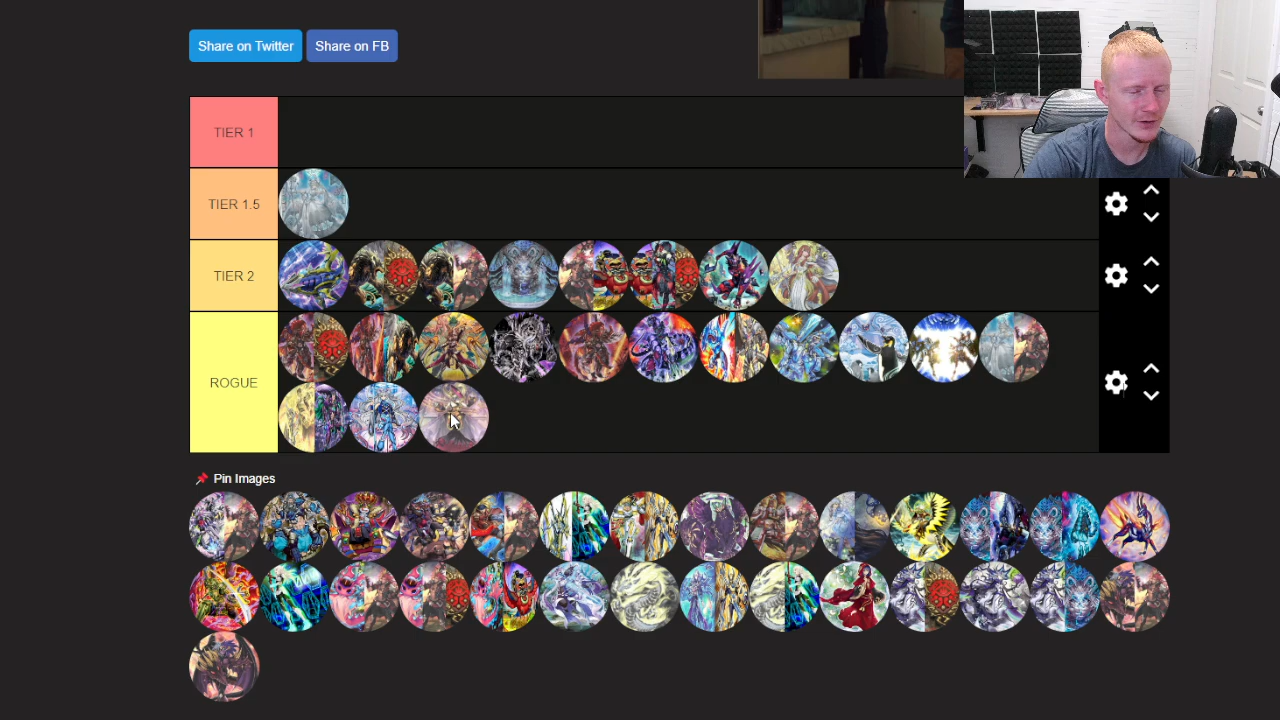 Share on Twitter
Share on FB
TIER 1
TIER 1.5
TIER 2
ROGUE
Pin Images